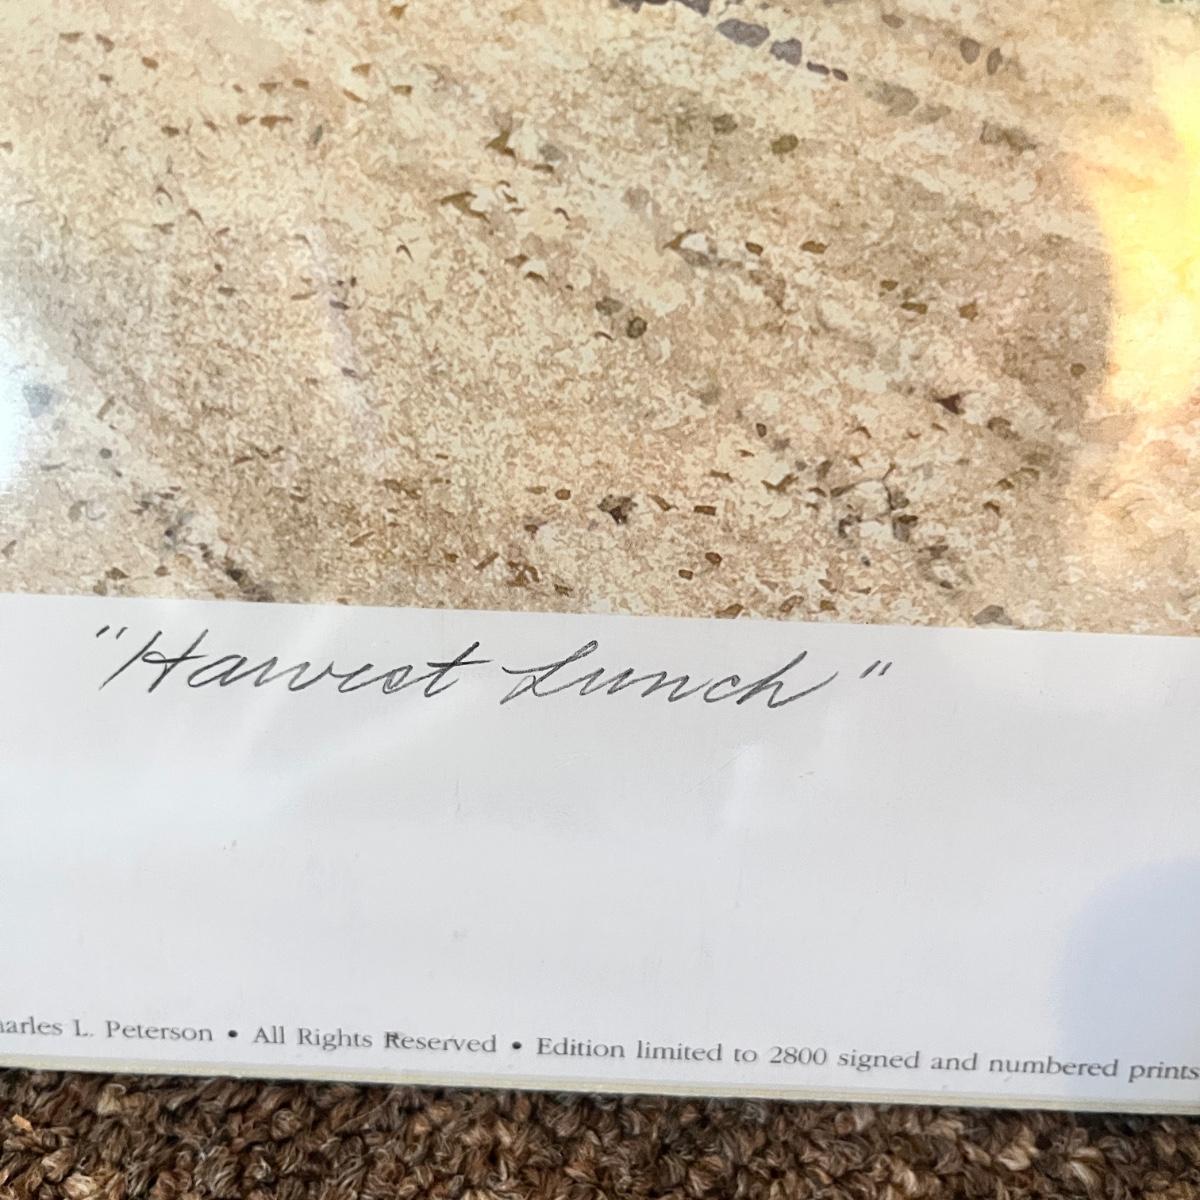 "Harvest Lunch"
harles L. Peterson • All Rights Reserved • Edition limited to 2800 signed and numbered prints